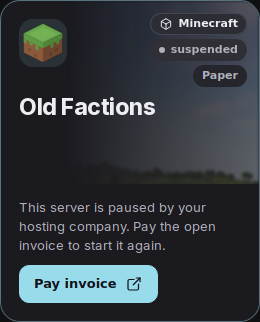 Minecraft
suspended
Paper
Old Factions
This server is paused by your
hosting company. Pay the open
invoice to start it again.
Pay invoice